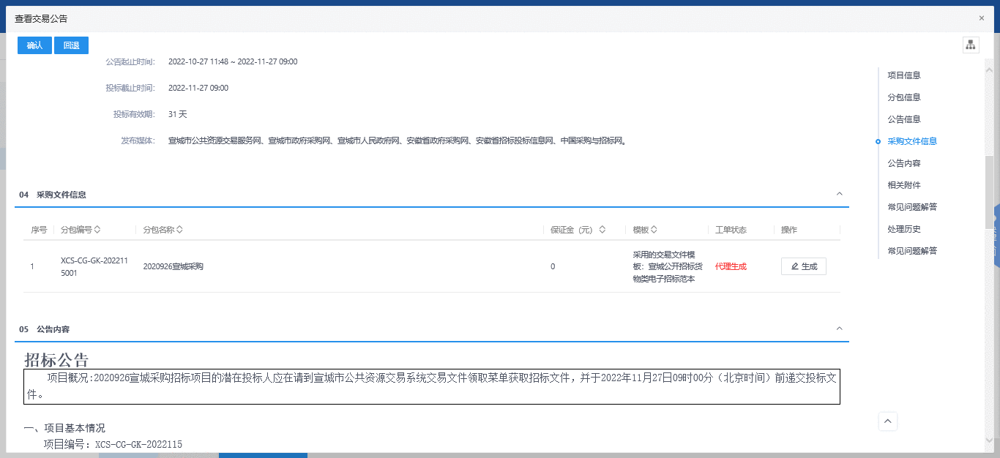 查看交易公告
×
确认
回退
公告起止时间:
2022-10-27 11:48 ~ 2022-11-27 09:00
投标截止时间:
2022-11-27 09:00
投标有效期:
31 天
发布媒体:
宣城市公共资源交易服务网、宣城市政府采购网、宣城市人民政府网、安徽省政府采购网、安徽省招标投标信息网、中国采购与招标网。
项目信息
分包信息
公告信息
采购文件信息
公告内容
相关附件
常见问题解答
处理历史
常见问题解答
04 采购文件信息
序号
分包编号
分包名称
保证金（元）
模板
工单状态
操作
1
XCS-CG-GK-202211
5001
2020926宣城采购
0
采用的交易文件模
板：宣城公开招标货
物类电子招标范本
代理生成
生成
05 公告内容
招标公告
项目概况:2020926宣城采购招标项目的潜在投标人应在请到宣城市公共资源交易系统交易文件领取菜单获取招标文件，并于2022年11月27日09时00分（北京时间）前递交投标文
件。
一、项目基本情况
项目编号：XCS-CG-GK-2022115